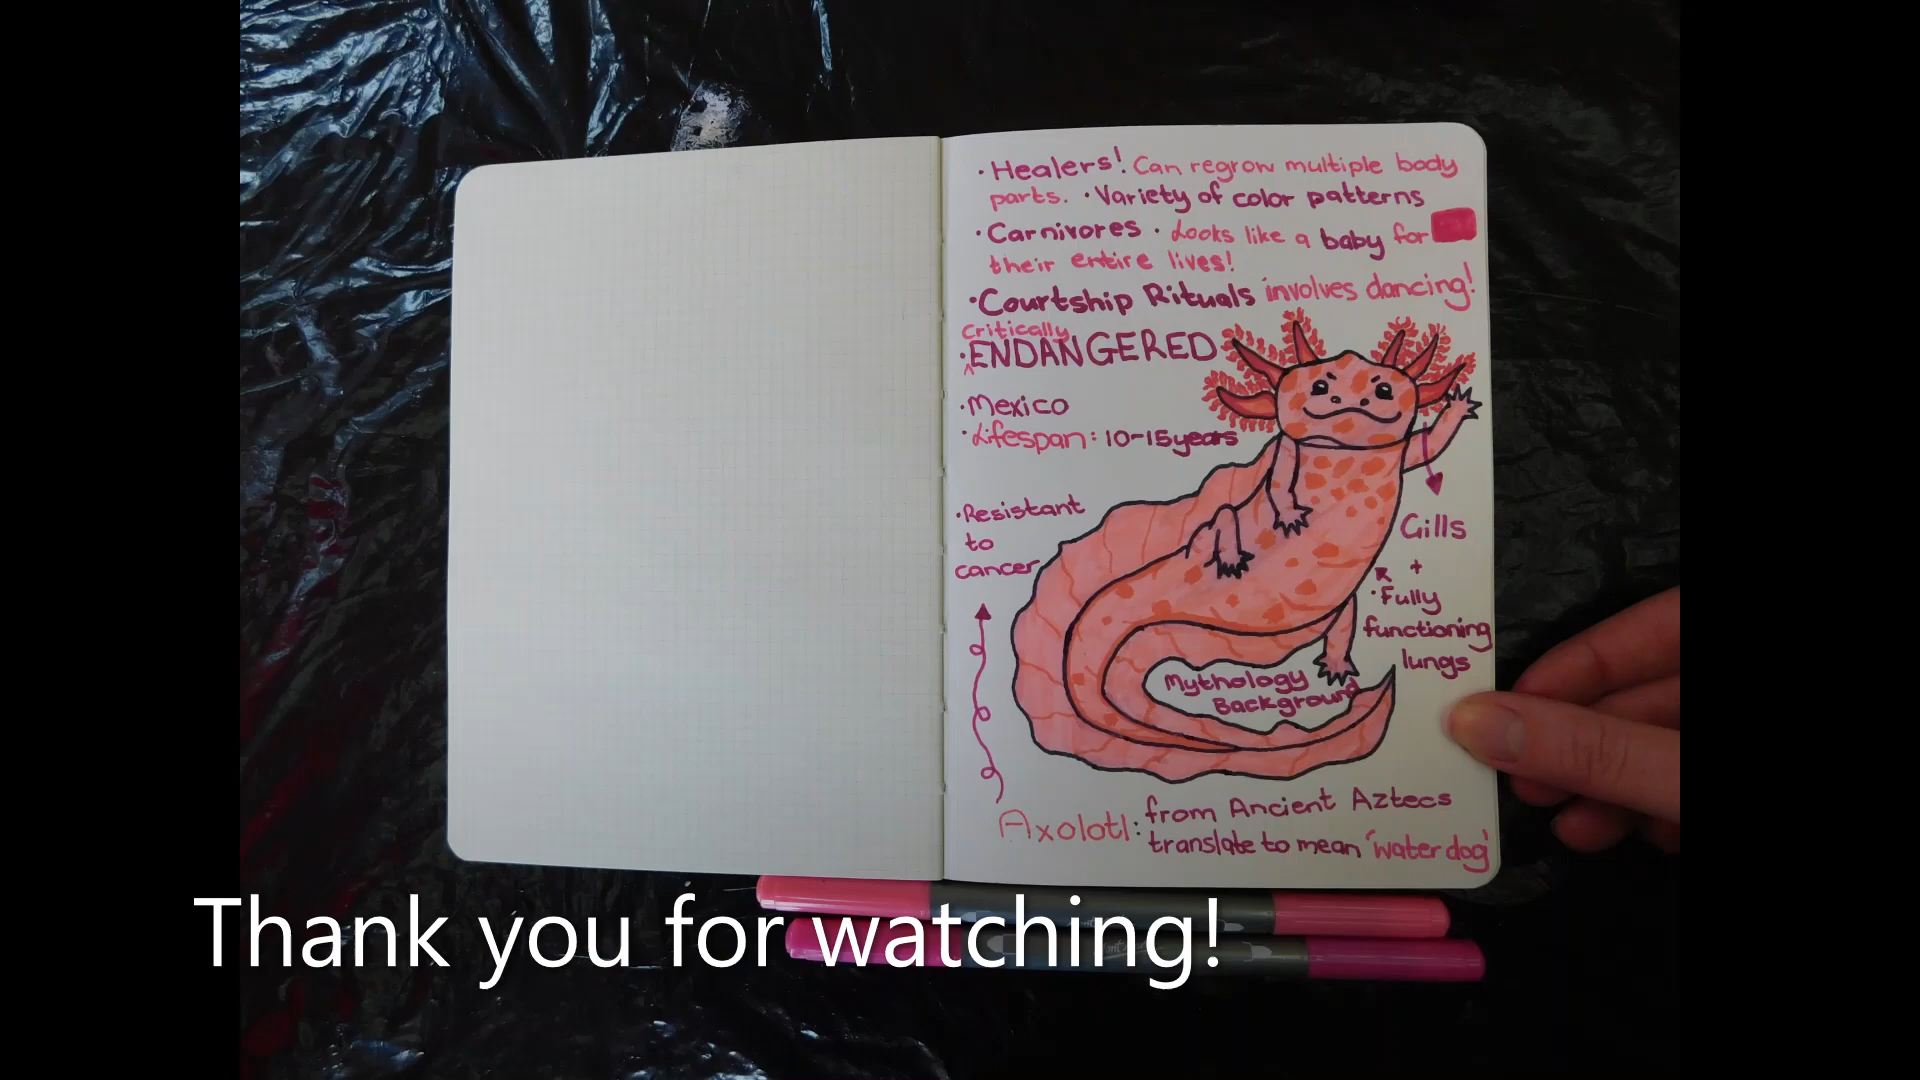 • Healers! Can regrow multiple body
parts. • Variety of color patterns
• Carnivores • Looks like a baby for
their entire lives!
• Courtship Rituals involves dancing!
Critically
• ^ENDANGERED
• Mexico
• Lifespan: 10-15 years
• Resistant
to
cancer
Gills
+
• Fully
functioning
lungs
Mythology
Background
Axolotl: from Ancient Aztecs
translate to mean 'water dog'
Thank you for watching!